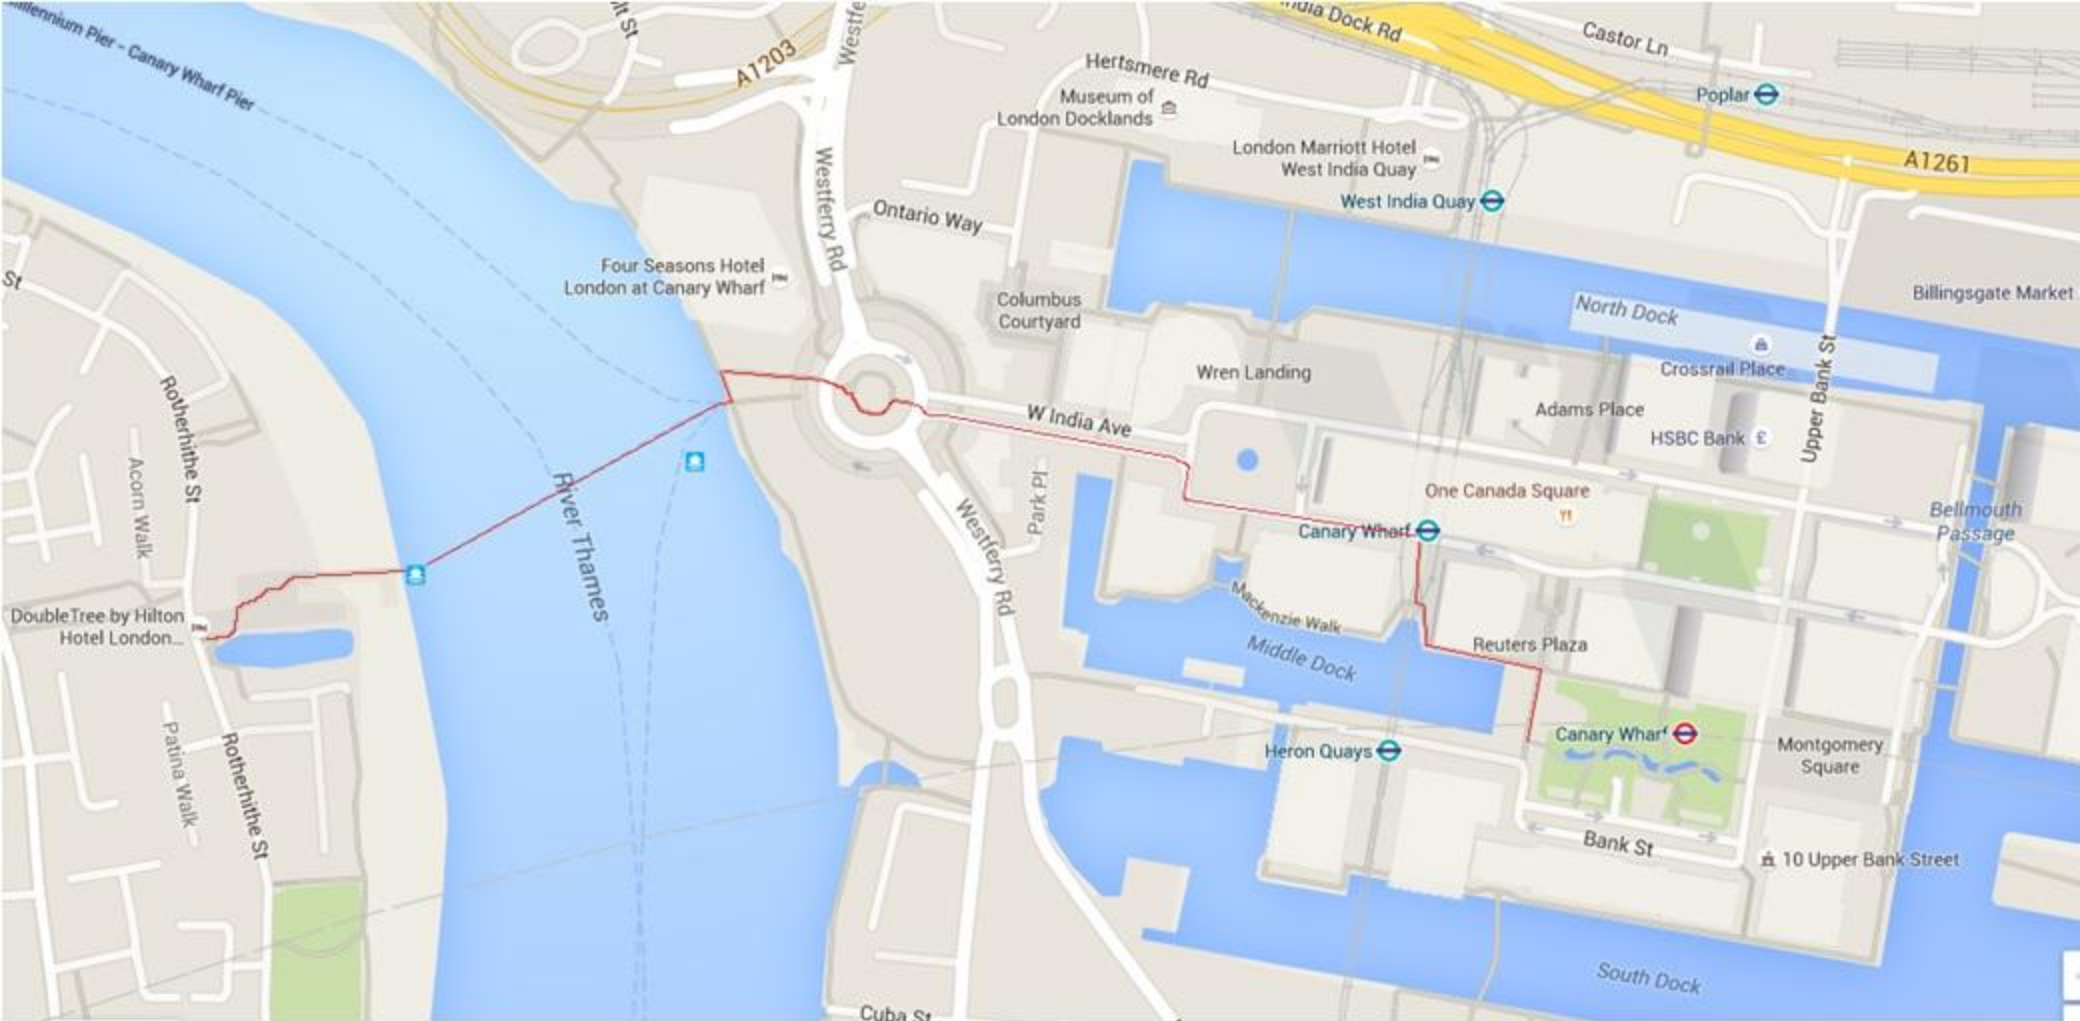 Millennium Pier - Canary Wharf Pier
A1203
Westfe
India Dock Rd
Castor Ln
Hertsmere Rd
Museum of
London Docklands
Poplar
London Marriott Hotel
West India Quay
A1261
West India Quay
Westferry Rd
Ontario Way
Four Seasons Hotel
London at Canary Wharf
St
Columbus
Courtyard
North Dock
Billingsgate Market
Crossrail Place
Upper Bank St
Wren Landing
Adams Place
HSBC Bank
£
W India Ave
Rotherhithe St
Acorn Walk
River Thames
Park Pl
One Canada Square
Canary Wharf
Bellmouth
Passage
Westferry Rd
Mackenzie Walk
DoubleTree by Hilton
Hotel London...
Middle Dock
Reuters Plaza
Patina Walk
Rotherhithe St
Heron Quays
Canary Wharf
Montgomery
Square
Bank St
10 Upper Bank Street
South Dock
Cuba St